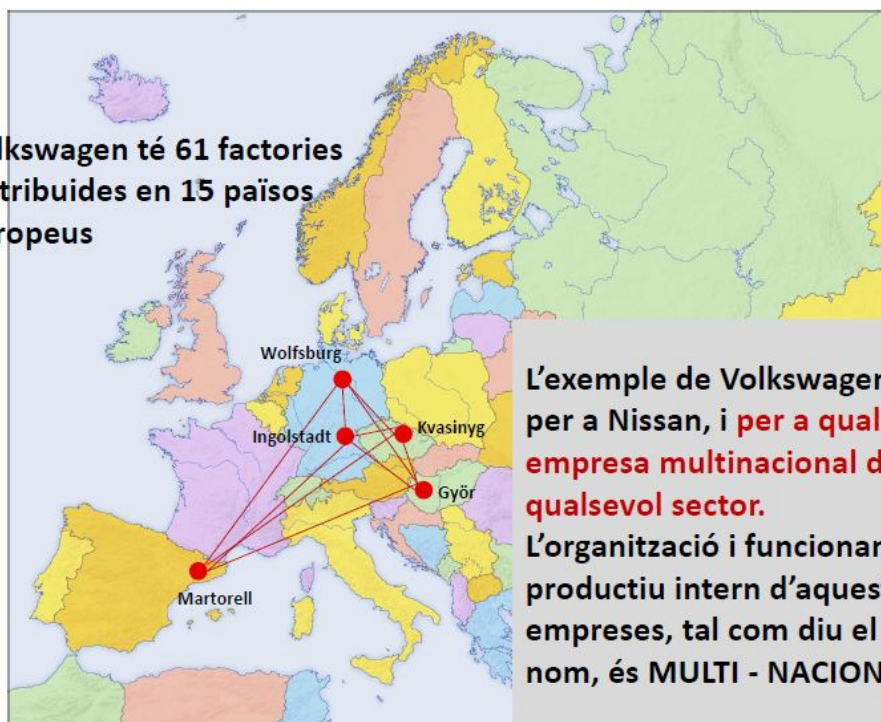 lkswagen té 61 factories
tribuides en 15 països
ropeus
Wolfsburg
Ingolstadt
Kvasinyg
Györ
Martorell
L'exemple de Volkswagen
per a Nissan, i per a qual
empresa multinacional d
qualsevol sector.
L'organització i funcionar
productiu intern d'aques
empreses, tal com diu el
nom, és MULTI - NACION